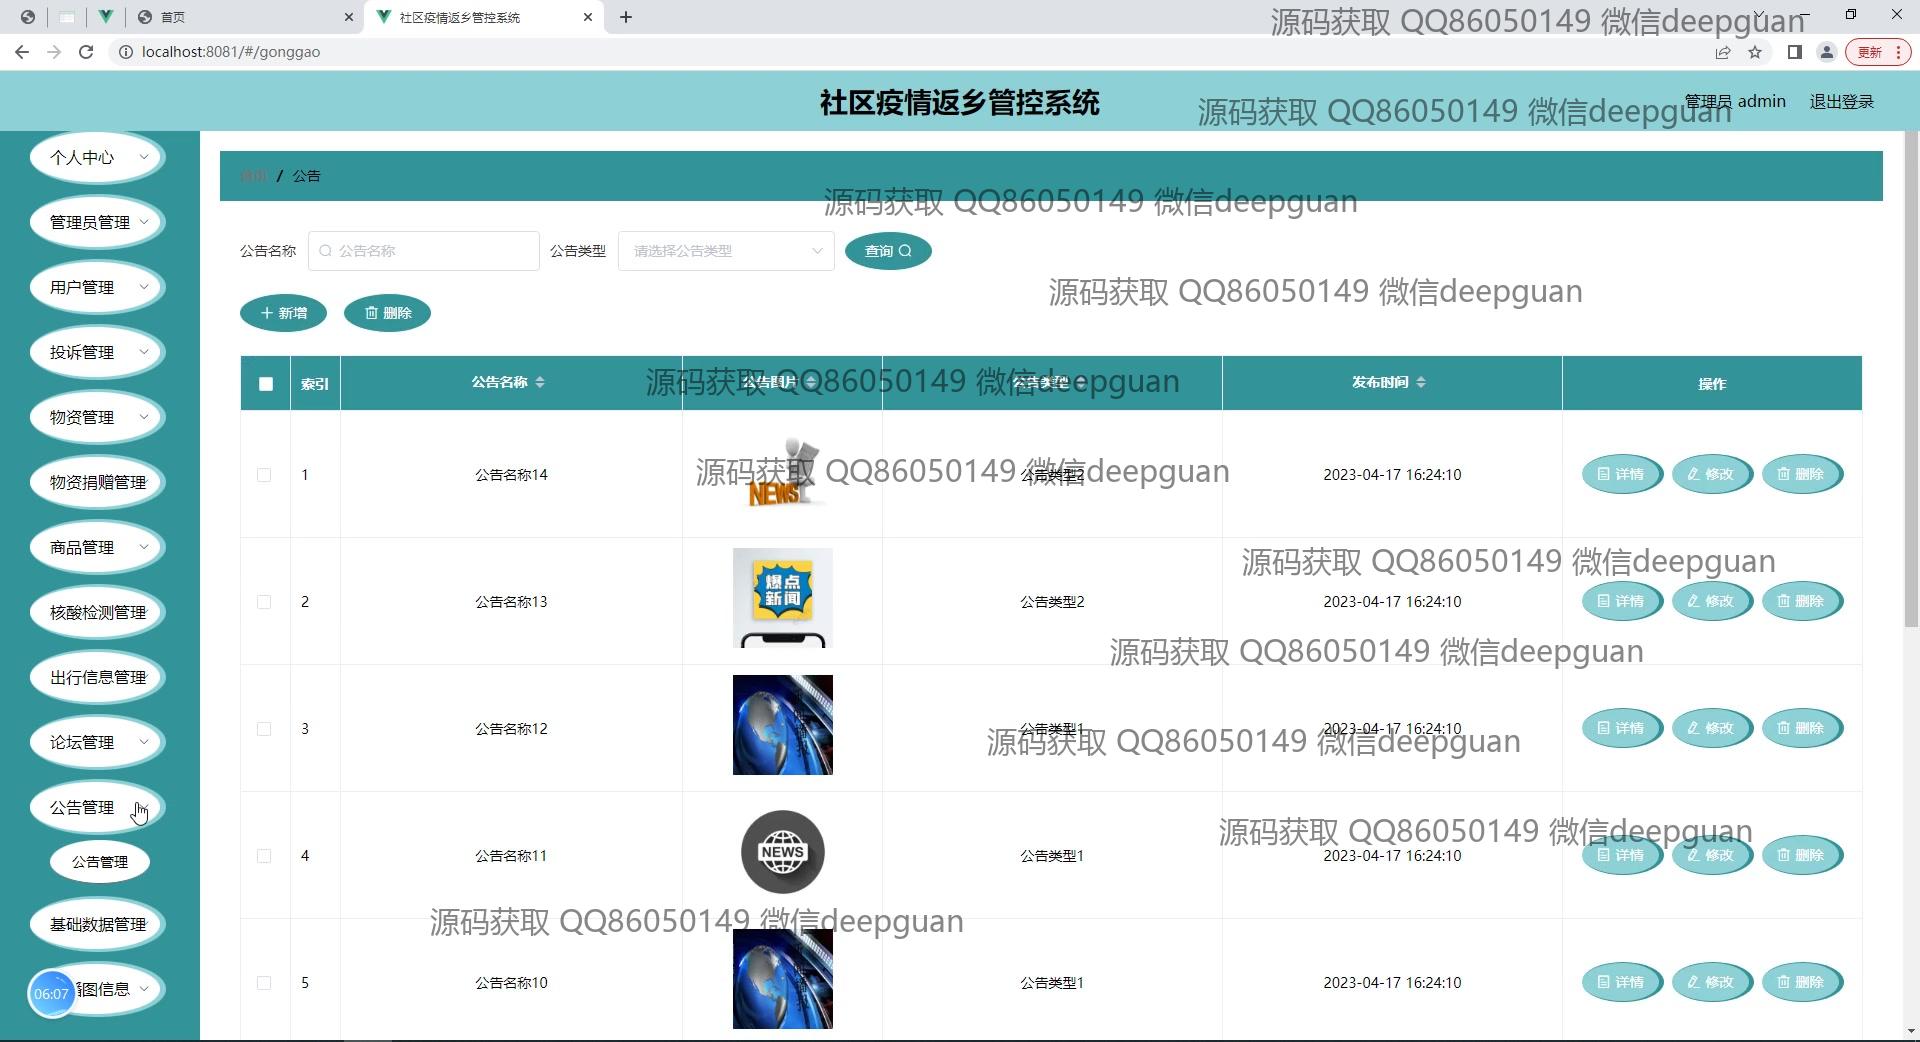 首页
社区疫情返乡管控系统
源码获取 QQ86050149 微信deepguan
localhost:8081/#/gonggao
更新
社区疫情返乡管控系统
源码获取 QQ86050149 微信deepguan
管理员 admin
退出登录
个人中心
管理员管理
用户管理
投诉管理
物资管理
物资捐赠管理
商品管理
核酸检测管理
出行信息管理
论坛管理
公告管理
公告管理
基础数据管理
图信息
06:07
首页 / 公告
源码获取 QQ86050149 微信deepguan
公告名称 公告名称 公告类型 请选择公告类型 查询
源码获取 QQ86050149 微信deepguan
新增 删除
索引 公告名称 公告图片 公告类型 发布时间 操作
源码获取 QQ86050149 微信deepguan
1 公告名称14 NEWS 公告类型2 2023-04-17 16:24:10 详情 修改 删除
源码获取 QQ86050149 微信deepguan
源码获取 QQ86050149 微信deepguan
2 公告名称13 爆点新闻 公告类型2 2023-04-17 16:24:10 详情 修改 删除
源码获取 QQ86050149 微信deepguan
3 公告名称12 公告类型1 2023-04-17 16:24:10 详情 修改 删除
源码获取 QQ86050149 微信deepguan
源码获取 QQ86050149 微信deepguan
4 公告名称11 NEWS 公告类型1 2023-04-17 16:24:10 详情 修改 删除
源码获取 QQ86050149 微信deepguan
5 公告名称10 公告类型1 2023-04-17 16:24:10 详情 修改 删除